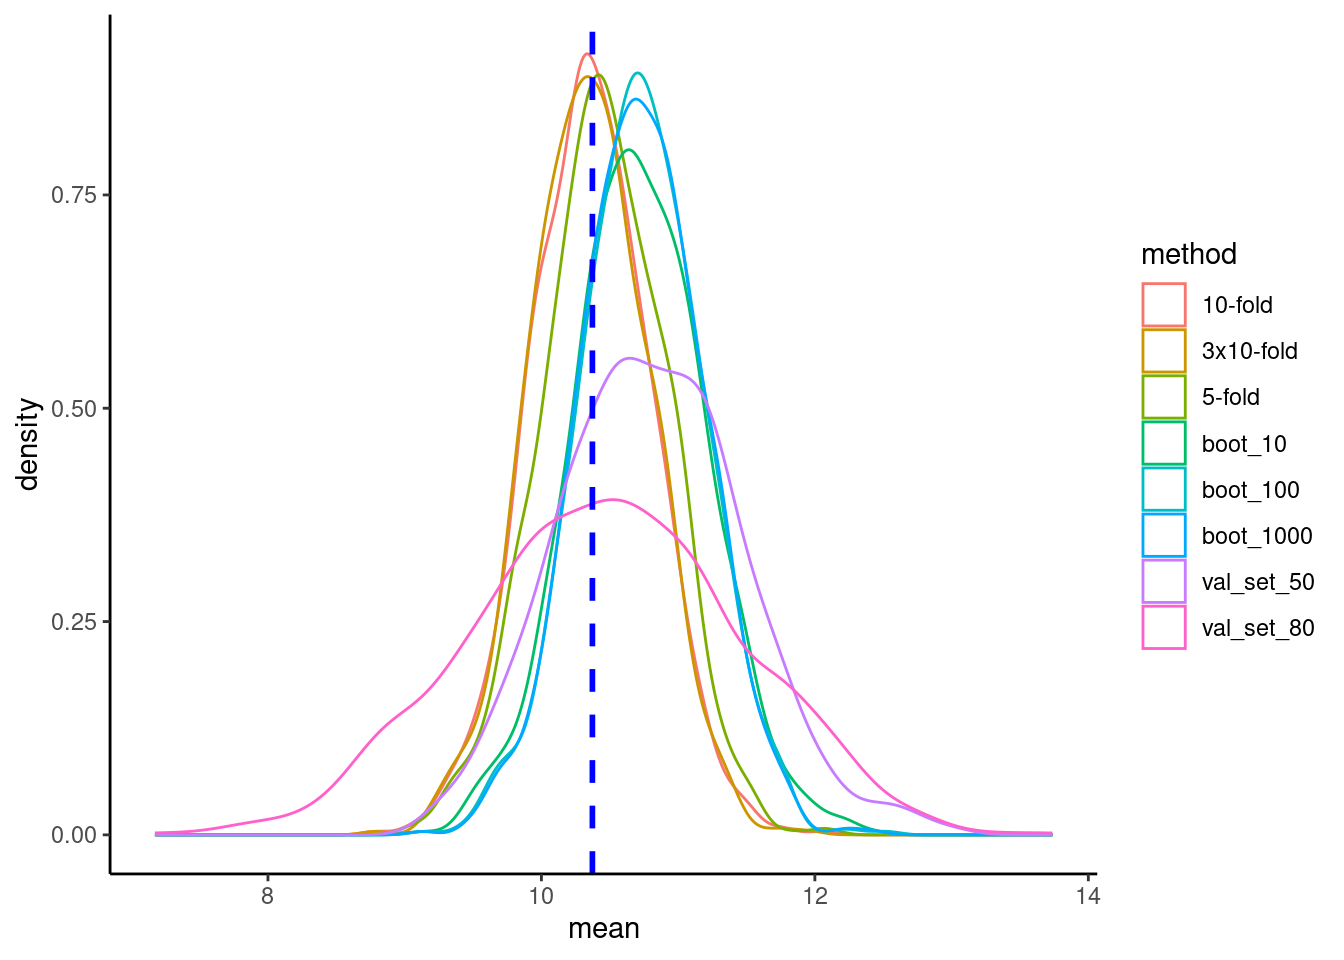 density
0.75
0.50
0.25
0.00
8
10
12
14
mean
method
10-fold
3x10-fold
5-fold
boot_10
boot_100
boot_1000
val_set_50
val_set_80